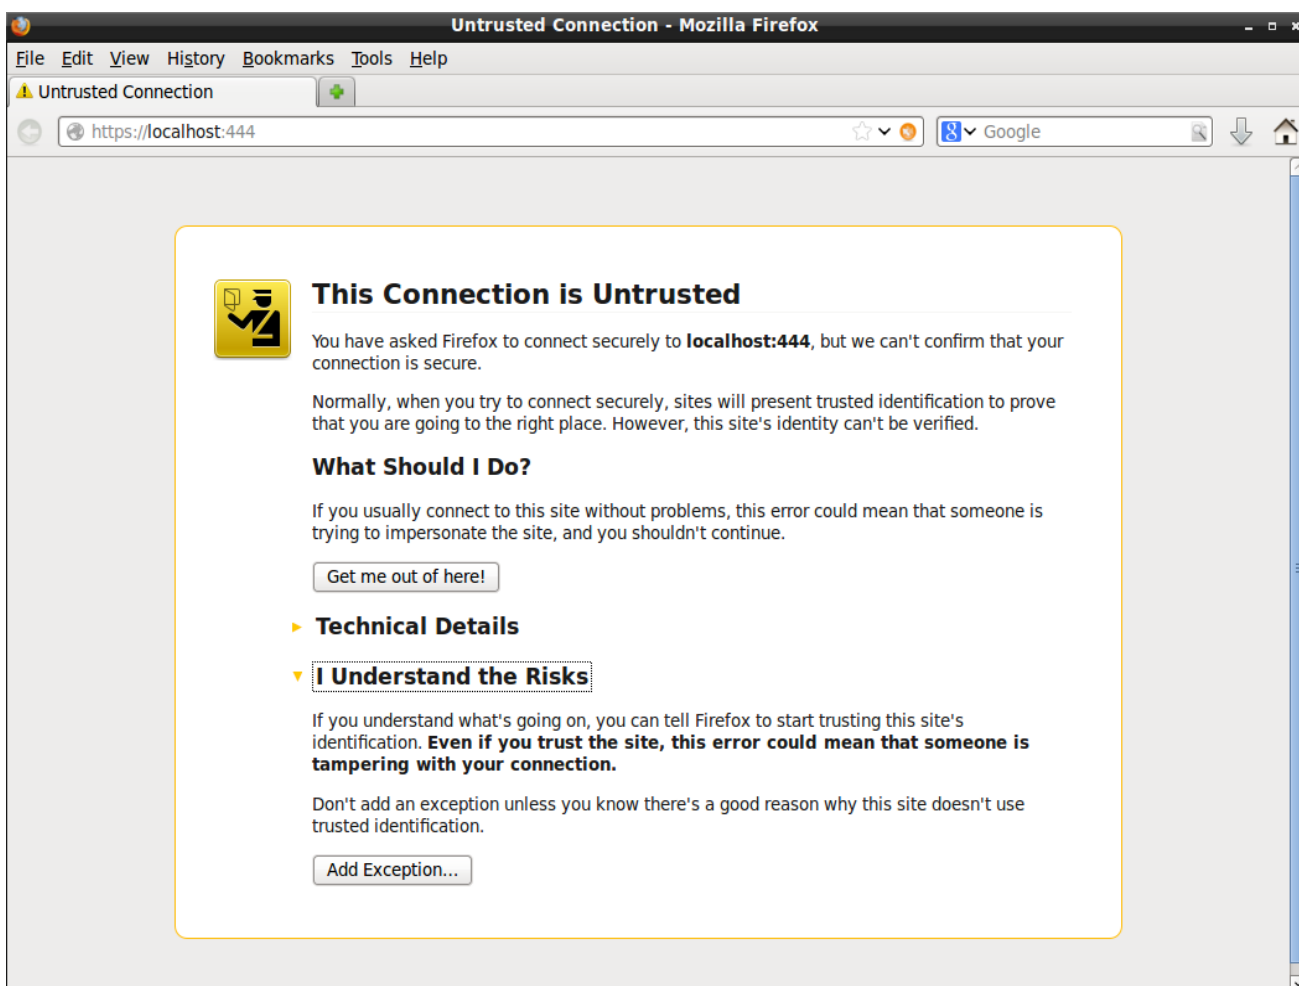 Untrusted Connection - Mozilla Firefox
File Edit View History Bookmarks Tools Help
Untrusted Connection
https://localhost:444
8 Google
This Connection is Untrusted
You have asked Firefox to connect securely to localhost:444, but we can't confirm that your
connection is secure.
Normally, when you try to connect securely, sites will present trusted identification to prove
that you are going to the right place. However, this site's identity can't be verified.
What Should I Do?
If you usually connect to this site without problems, this error could mean that someone is
trying to impersonate the site, and you shouldn't continue.
Get me out of here!
Technical Details
I Understand the Risks
If you understand what's going on, you can tell Firefox to start trusting this site's
identification. Even if you trust the site, this error could mean that someone is
tampering with your connection.
Don't add an exception unless you know there's a good reason why this site doesn't use
trusted identification.
Add Exception...